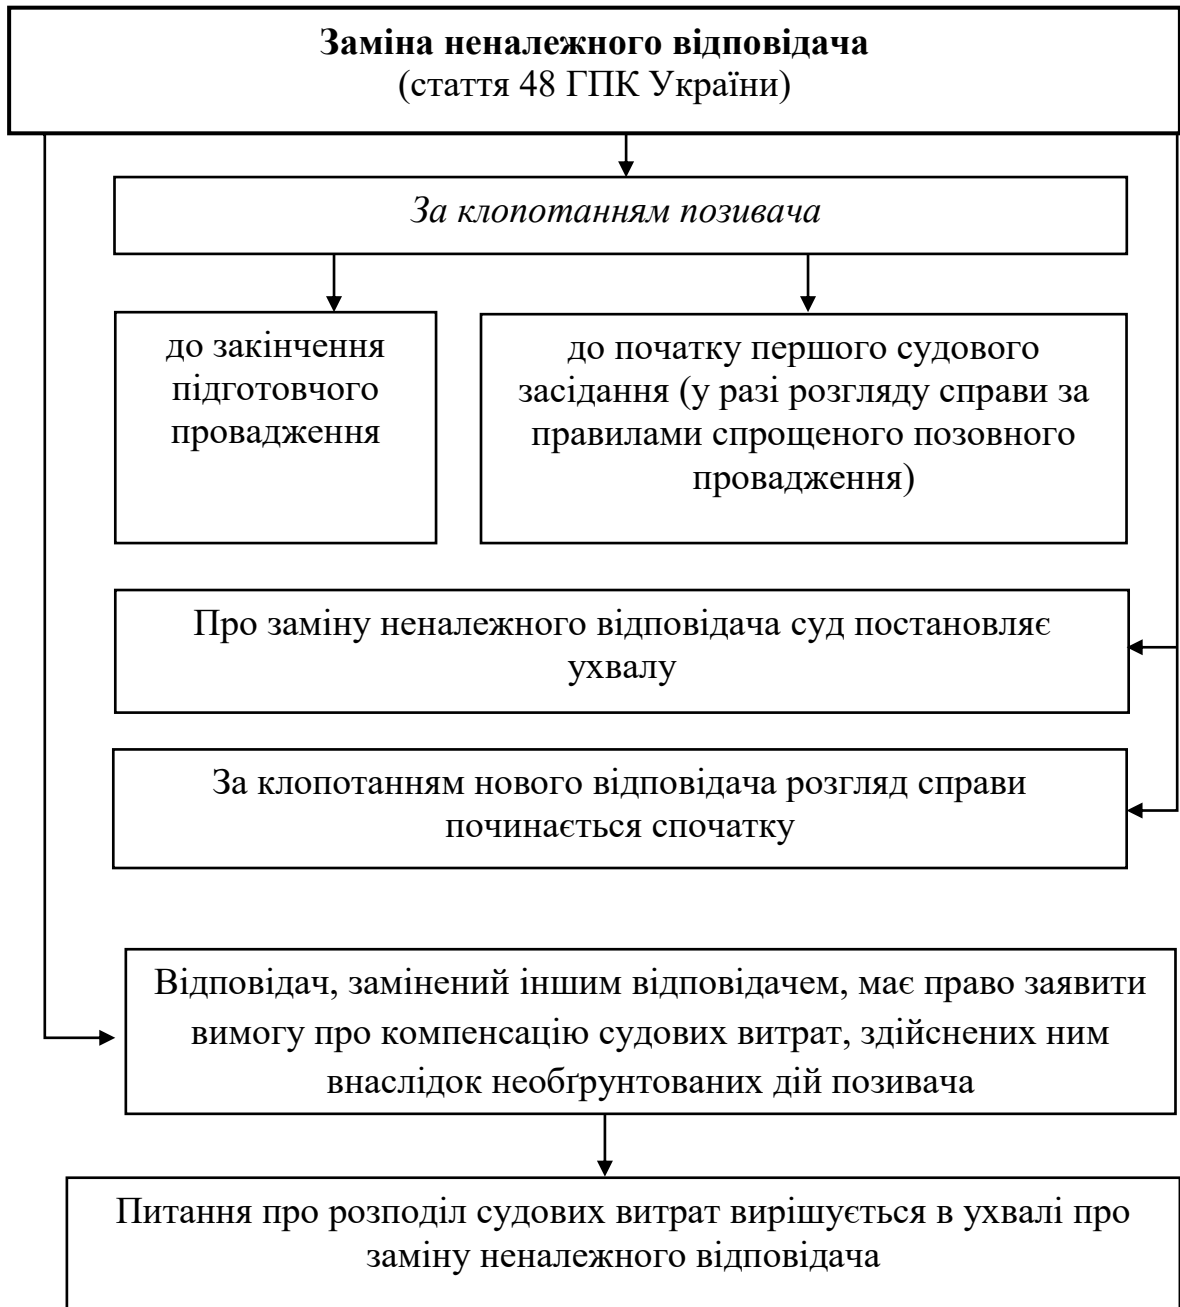 Заміна неналежного відповідача
(стаття 48 ГПК України)
За клопотанням позивача
до закінчення
підготовчого
провадження
до початку першого судового
засідання (у разі розгляду справи за
правилами спрощеного позовного
провадження)
Про заміну неналежного відповідача суд постановляє
ухвалу
За клопотанням нового відповідача розгляд справи
починається спочатку
Відповідач, замінений іншим відповідачем, має право заявити
вимогу про компенсацію судових витрат, здійснених ним
внаслідок необґрунтованих дій позивача
Питання про розподіл судових витрат вирішується в ухвалі про
заміну неналежного відповідача